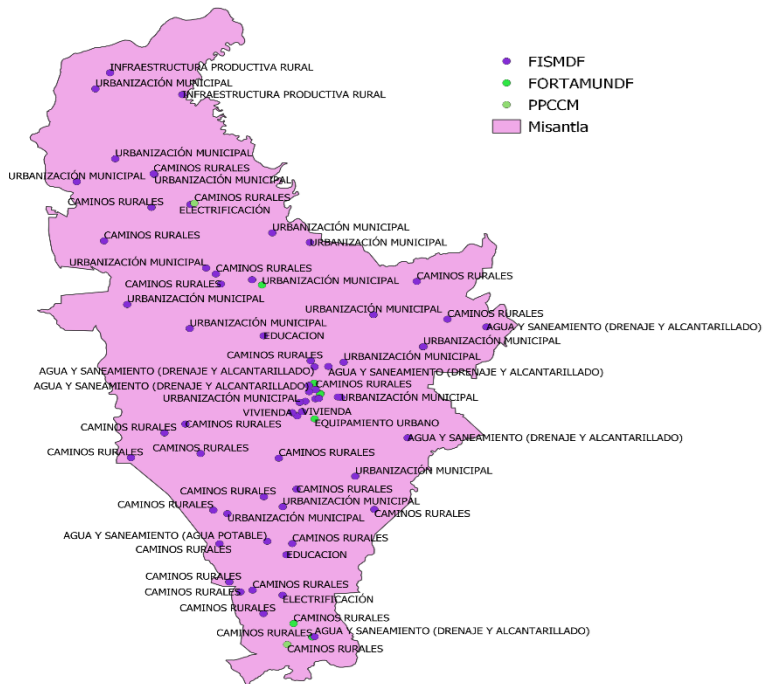 INFRAESTRUCTURA PRODUCTIVA RURAL
URBANIZACIÓN MUNICIPAL
INFRAESTRUCTURA PRODUCTIVA RURAL
FISMDF
FORTAMUNDF
PPCCM
Misantla
URBANIZACIÓN MUNICIPAL
CAMINOS RURALES
URBANIZACIÓN MUNICIPAL
URBANIZACIÓN MUNICIPAL
CAMINOS RURALES
CAMINOS RURALES
ELECTRIFICACIÓN
CAMINOS RURALES
URBANIZACIÓN MUNICIPAL
URBANIZACIÓN MUNICIPAL
URBANIZACIÓN MUNICIPAL
CAMINOS RURALES
CAMINOS RURALES
URBANIZACIÓN MUNICIPAL
CAMINOS RURALES
URBANIZACIÓN MUNICIPAL
URBANIZACIÓN MUNICIPAL
CAMINOS RURALES
URBANIZACIÓN MUNICIPAL
AGUA Y SANEAMIENTO (DRENAJE Y ALCANTARILLADO)
EDUCACION
URBANIZACIÓN MUNICIPAL
CAMINOS RURALES
URBANIZACIÓN MUNICIPAL
AGUA Y SANEAMIENTO (DRENAJE Y ALCANTARILLADO)
AGUA Y SANEAMIENTO (DRENAJE Y ALCANTARILLADO)
AGUA Y SANEAMIENTO (DRENAJE Y ALCANTARILLADO)
CAMINOS RURALES
URBANIZACIÓN MUNICIPAL
URBANIZACIÓN MUNICIPAL
VIVIENDA
VIVIENDA
EQUIPAMIENTO URBANO
CAMINOS RURALES
CAMINOS RURALES
AGUA Y SANEAMIENTO (DRENAJE Y ALCANTARILLADO)
CAMINOS RURALES
CAMINOS RURALES
CAMINOS RURALES
URBANIZACIÓN MUNICIPAL
CAMINOS RURALES
CAMINOS RURALES
CAMINOS RURALES
URBANIZACIÓN MUNICIPAL
CAMINOS RURALES
URBANIZACIÓN MUNICIPAL
AGUA Y SANEAMIENTO (AGUA POTABLE)
CAMINOS RURALES
CAMINOS RURALES
EDUCACION
CAMINOS RURALES
CAMINOS RURALES
CAMINOS RURALES
ELECTRIFICACIÓN
CAMINOS RURALES
CAMINOS RURALES
CAMINOS RURALES
AGUA Y SANEAMIENTO (DRENAJE Y ALCANTARILLADO)
CAMINOS RURALES